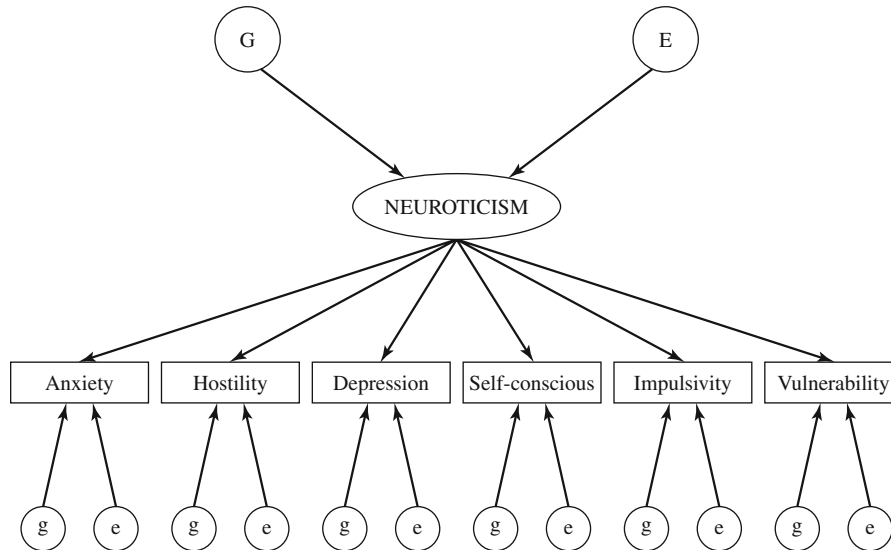 G E
NEUROTICISM
Anxiety Hostility Depression Self-conscious Impulsivity Vulnerability
g e g e g e g e g e g e